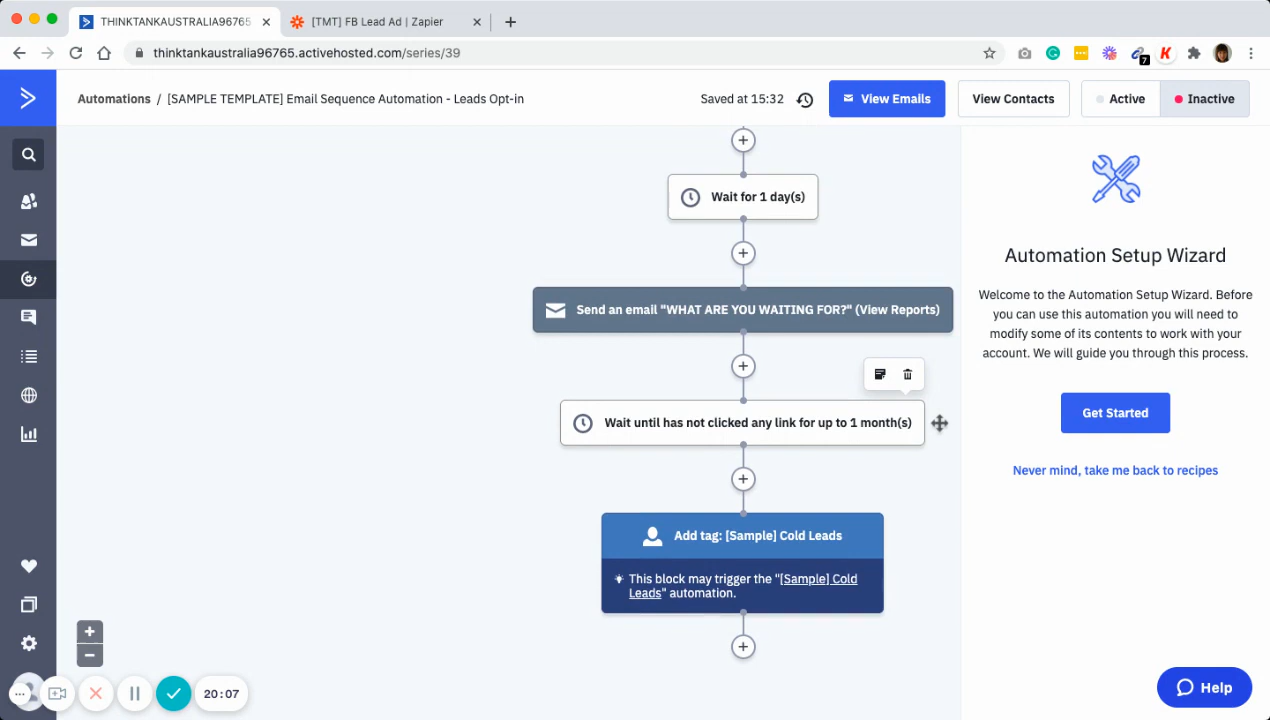 THINKTANKAUSTRALIA96765
[TMT] FB Lead Ad | Zapier
thinktankaustralia96765.activehosted.com/series/39
7
Automations / [SAMPLE TEMPLATE] Email Sequence Automation - Leads Opt-in
Saved at 15:32
View Emails
View Contacts
Active
Inactive
Wait for 1 day(s)
Send an email "WHAT ARE YOU WAITING FOR?" (View Reports)
Wait until has not clicked any link for up to 1 month(s)
Add tag: [Sample] Cold Leads
This block may trigger the "[Sample] Cold
Leads" automation.
Automation Setup Wizard
Welcome to the Automation Setup Wizard. Before
you can use this automation you will need to
modify some of its contents to work with your
account. We will guide you through this process.
Get Started
Never mind, take me back to recipes
20:07
Help